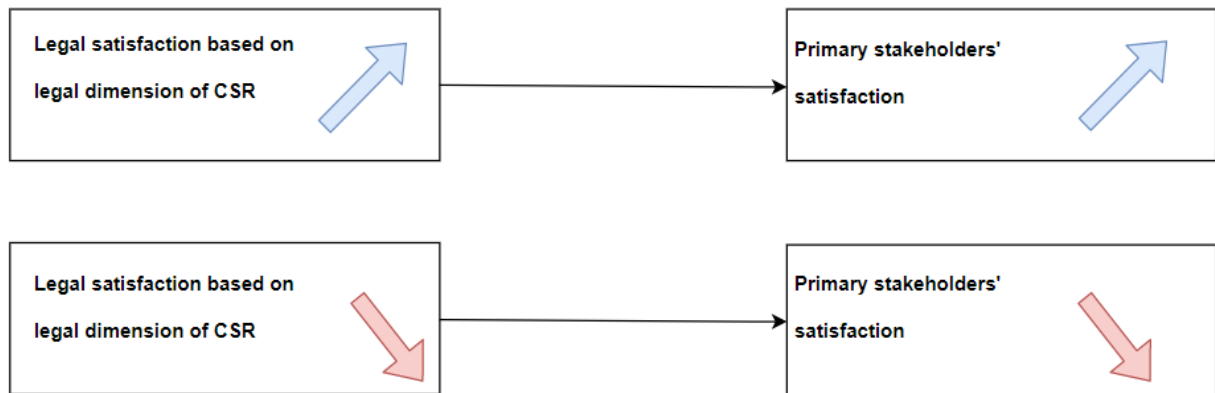 Legal satisfaction based on
legal dimension of CSR
Primary stakeholders'
satisfaction
Legal satisfaction based on
legal dimension of CSR
Primary stakeholders'
satisfaction